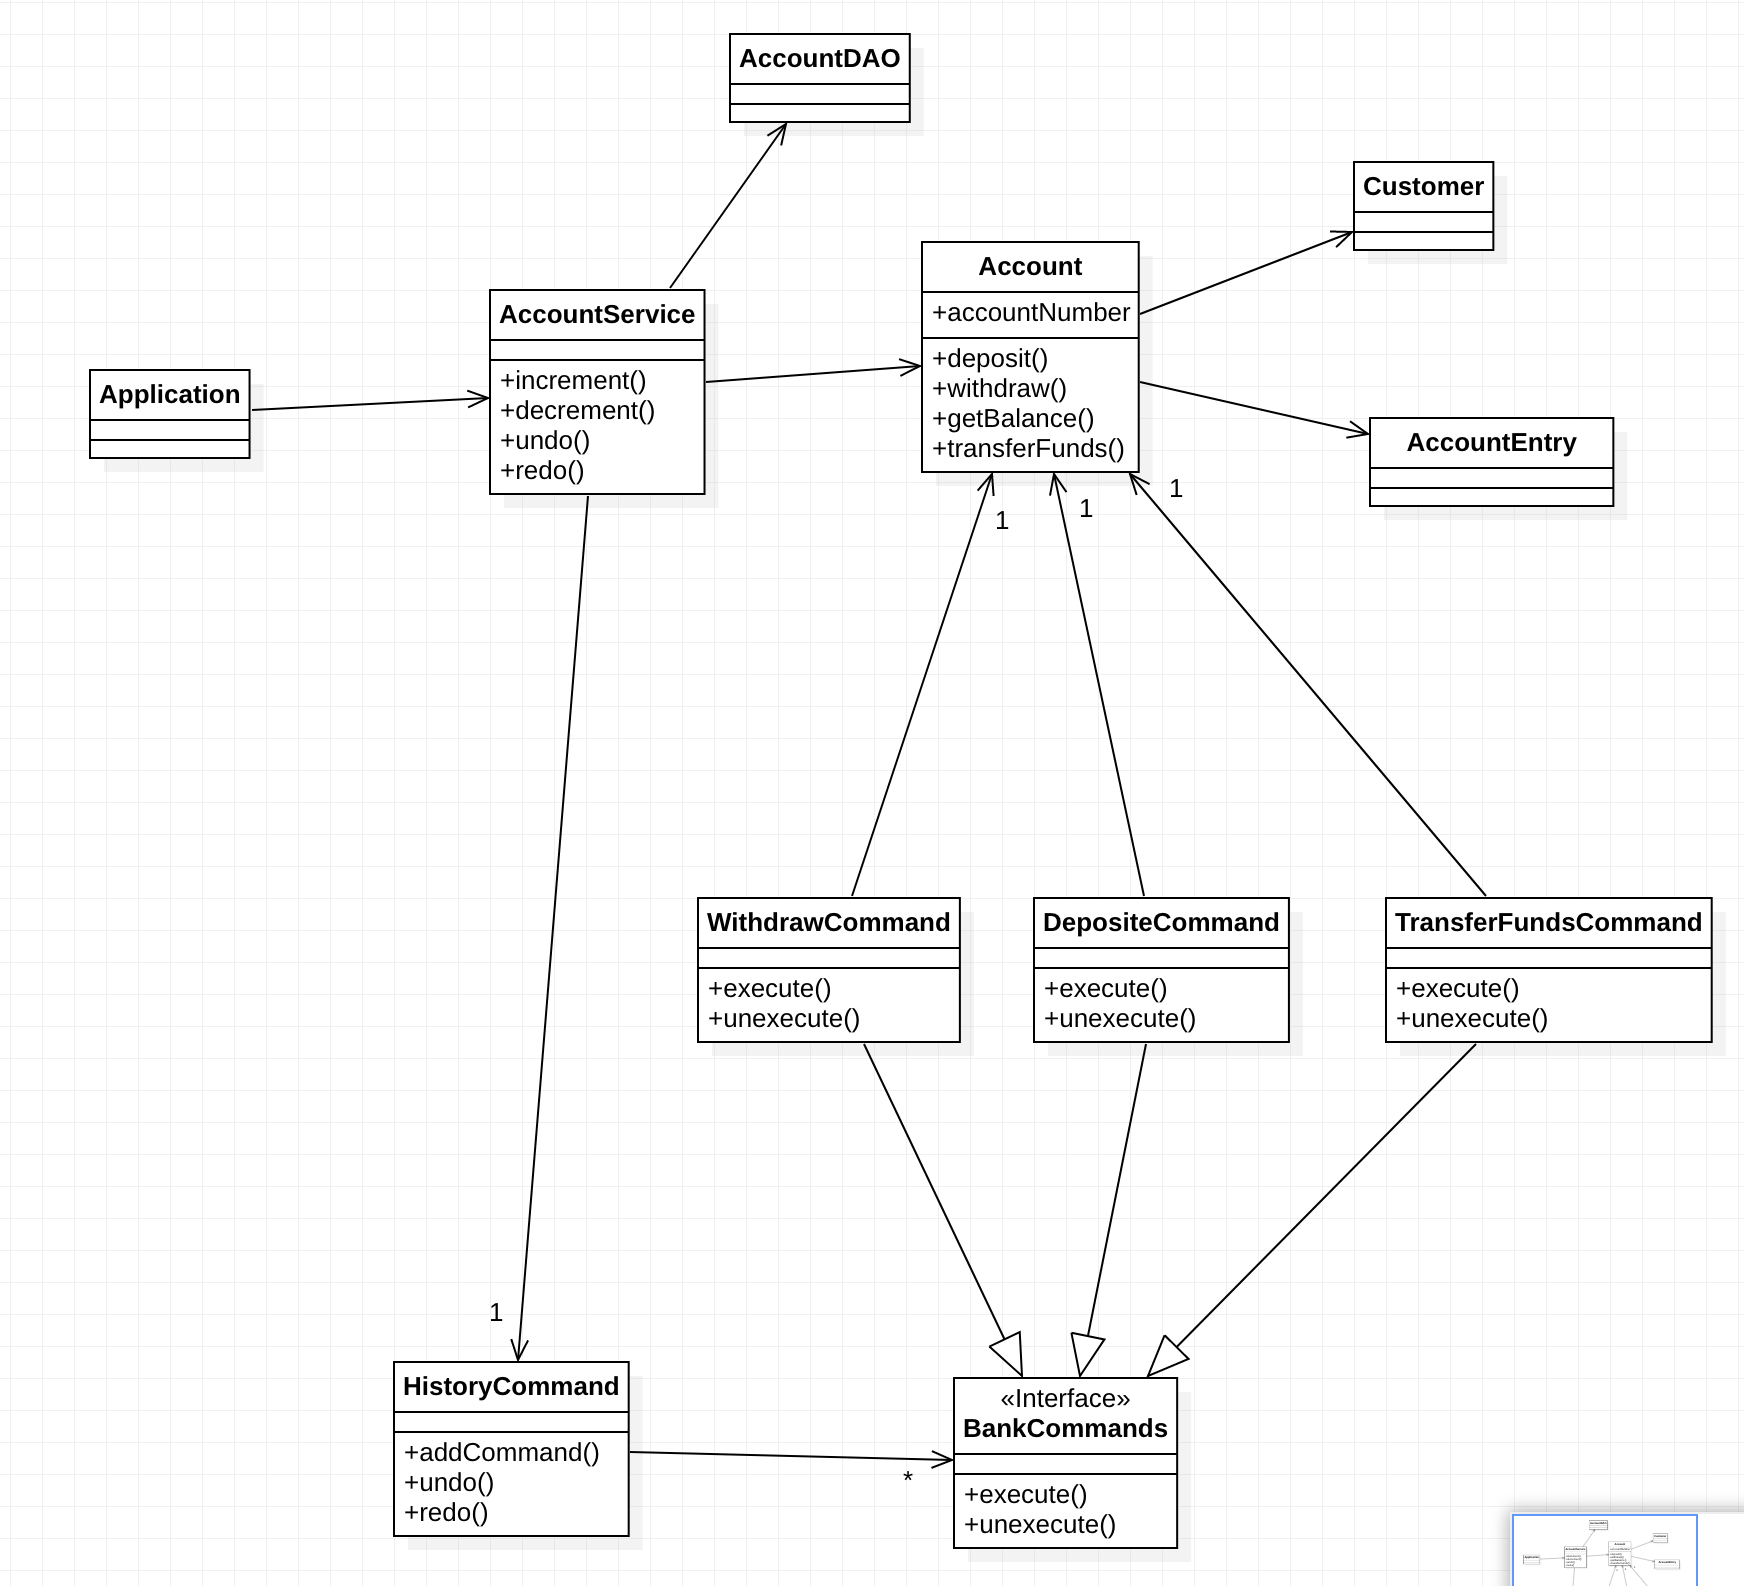 AccountDAO
Customer
Account
+accountNumber
+deposit()
+withdraw()
+getBalance()
+transferFunds()
AccountService
+increment()
+decrement()
+undo()
+redo()
Application
AccountEntry
1
1
1
WithdrawCommand
+execute()
+unexecute()
DepositeCommand
+execute()
+unexecute()
TransferFundsCommand
+execute()
+unexecute()
1
HistoryCommand
+addCommand()
+undo()
+redo()
*
«Interface»
BankCommands
+execute()
+unexecute()